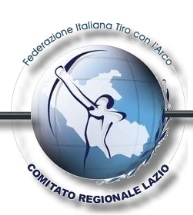 Federazione Italiana Tiro con l'Arco
COMITATO REGIONALE LAZIO